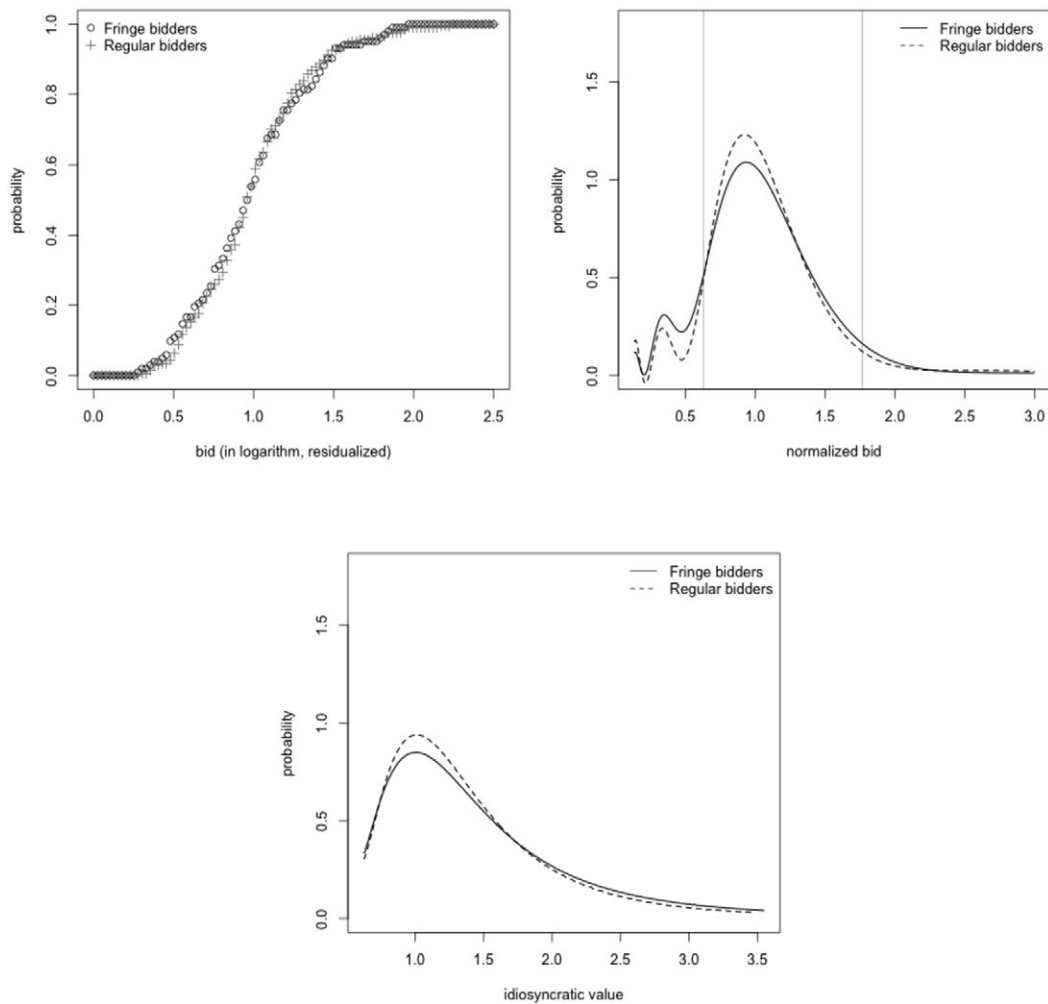 Fringe bidders
Regular bidders
probability
0.0 0.2 0.4 0.6 0.8 1.0
0.0 0.5 1.0 1.5 2.0 2.5
bid (in logarithm, residualized)
Fringe bidders
Regular bidders
probability
0.0 0.5 1.0 1.5
0.5 1.0 1.5 2.0 2.5 3.0
normalized bid
Fringe bidders
Regular bidders
probability
0.0 0.5 1.0 1.5
1.0 1.5 2.0 2.5 3.0 3.5
idiosyncratic value